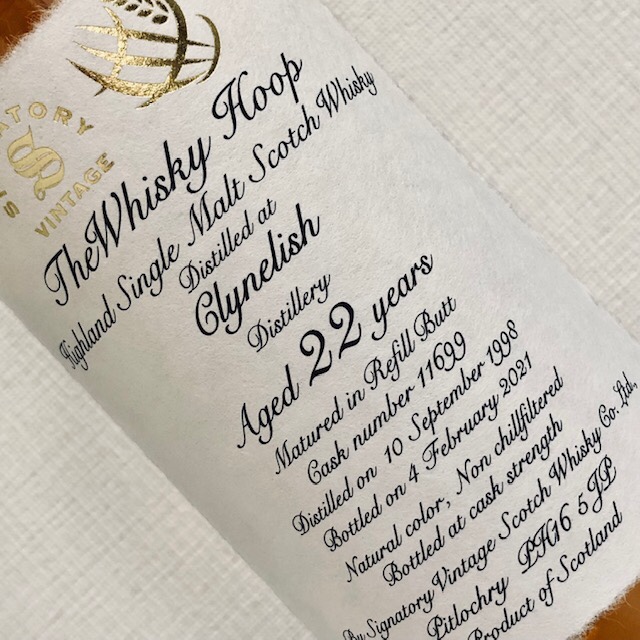 S
NATORY
S
VINTAGE
TheWhisky Hoop
Highland Single Malt Scotch Whisky
Distilled at
Clynelish
Distillery
Aged 22 years
Matured in Refill Butt
Cask number 11699
Distilled on 10 September 1998
Bottled on 4 February 2021
Natural color, Non chillfiltered
Bottled at cask strength
By Signatory Vintage Scotch Whisky Co. Ltd
Pitlochry PH16 5JP
Product of Scotland